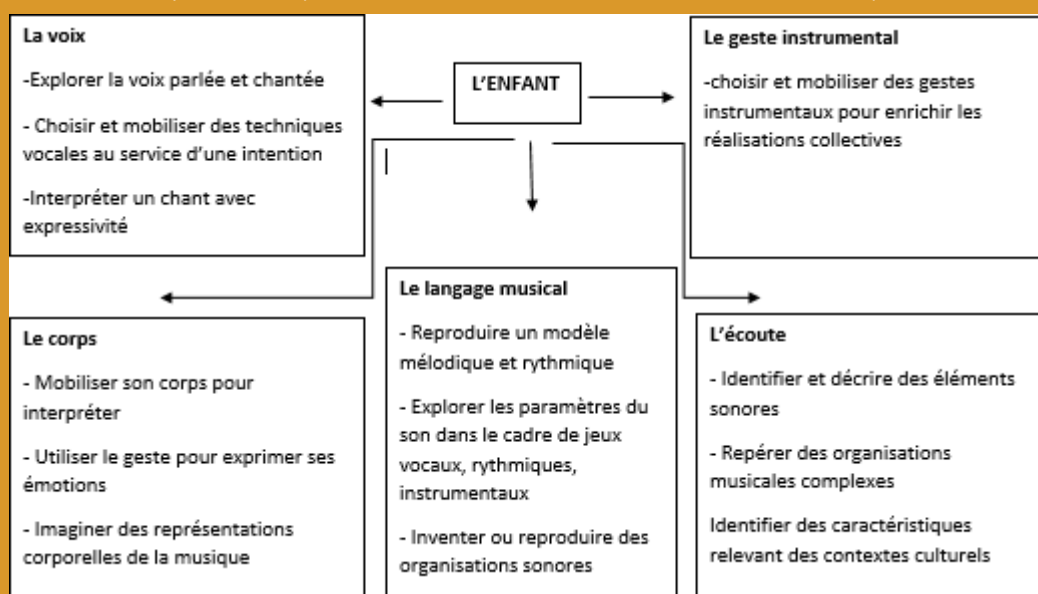 La voix
-Explorer la voix parlée et chantée
- Choisir et mobiliser des techniques
vocales au service d'une intention
-Interpréter un chant avec
expressivité
L'ENFANT
Le geste instrumental
-choisir et mobiliser des gestes
instrumentaux pour enrichir les
réalisations collectives
Le corps
- Mobiliser son corps pour
interpréter
- Utiliser le geste pour exprimer ses
émotions
- Imaginer des représentations
corporelles de la musique
Le langage musical
- Reproduire un modèle
mélodique et rythmique
- Explorer les paramètres du
son dans le cadre de jeux
vocaux, rythmiques,
instrumentaux
- Inventer ou reproduire des
organisations sonores
L'écoute
- Identifier et décrire des éléments
sonores
- Repérer des organisations
musicales complexes
Identifier des caractéristiques
relevant des contextes culturels